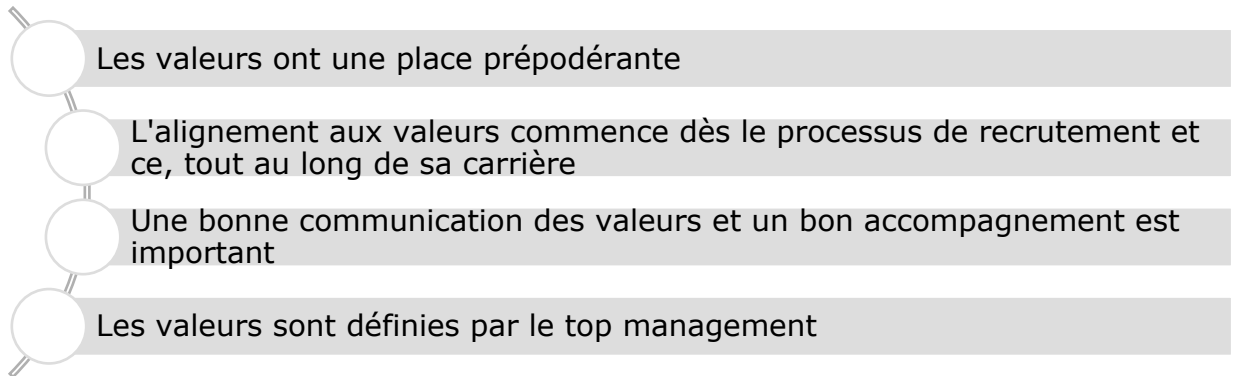 Les valeurs ont une place prépodérante
L'alignement aux valeurs commence dès le processus de recrutement et
ce, tout au long de sa carrière
Une bonne communication des valeurs et un bon accompagnement est
important
Les valeurs sont définies par le top management